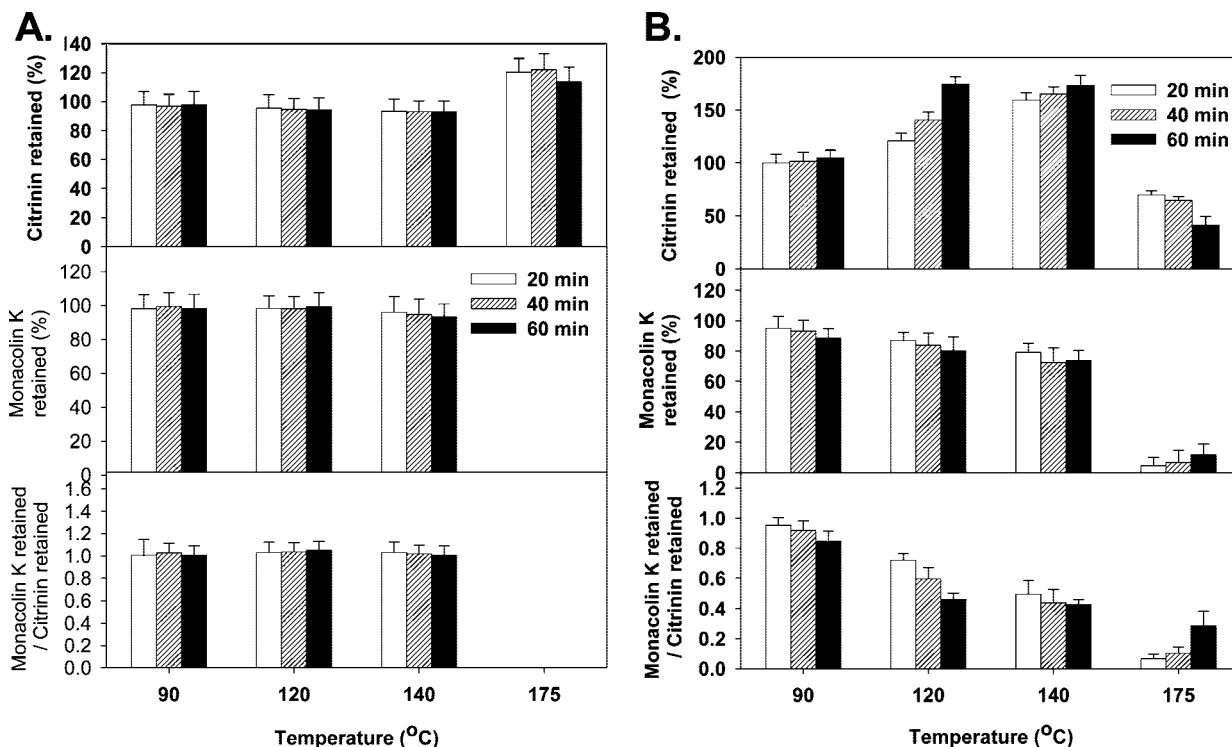 A.
Citrinin retained (%)
140
120
100
80
60
40
20
0
Monacolin K
retained (%)
120
100
80
60
40
20
0
20 min
40 min
60 min
Monacolin K retained
/ Citrinin retained
1.6
1.4
1.2
1.0
0.8
0.6
0.4
0.2
0.0
90 120 140 175
Temperature (°C)
B.
Citrinin retained (%)
200
150
100
50
0
20 min
40 min
60 min
Monacolin K
retained (%)
120
100
80
60
40
20
0
Monacolin K retained
/ Citrinin retained
1.2
1.0
0.8
0.6
0.4
0.2
0.0
90 120 140 175
Temperature (°C)